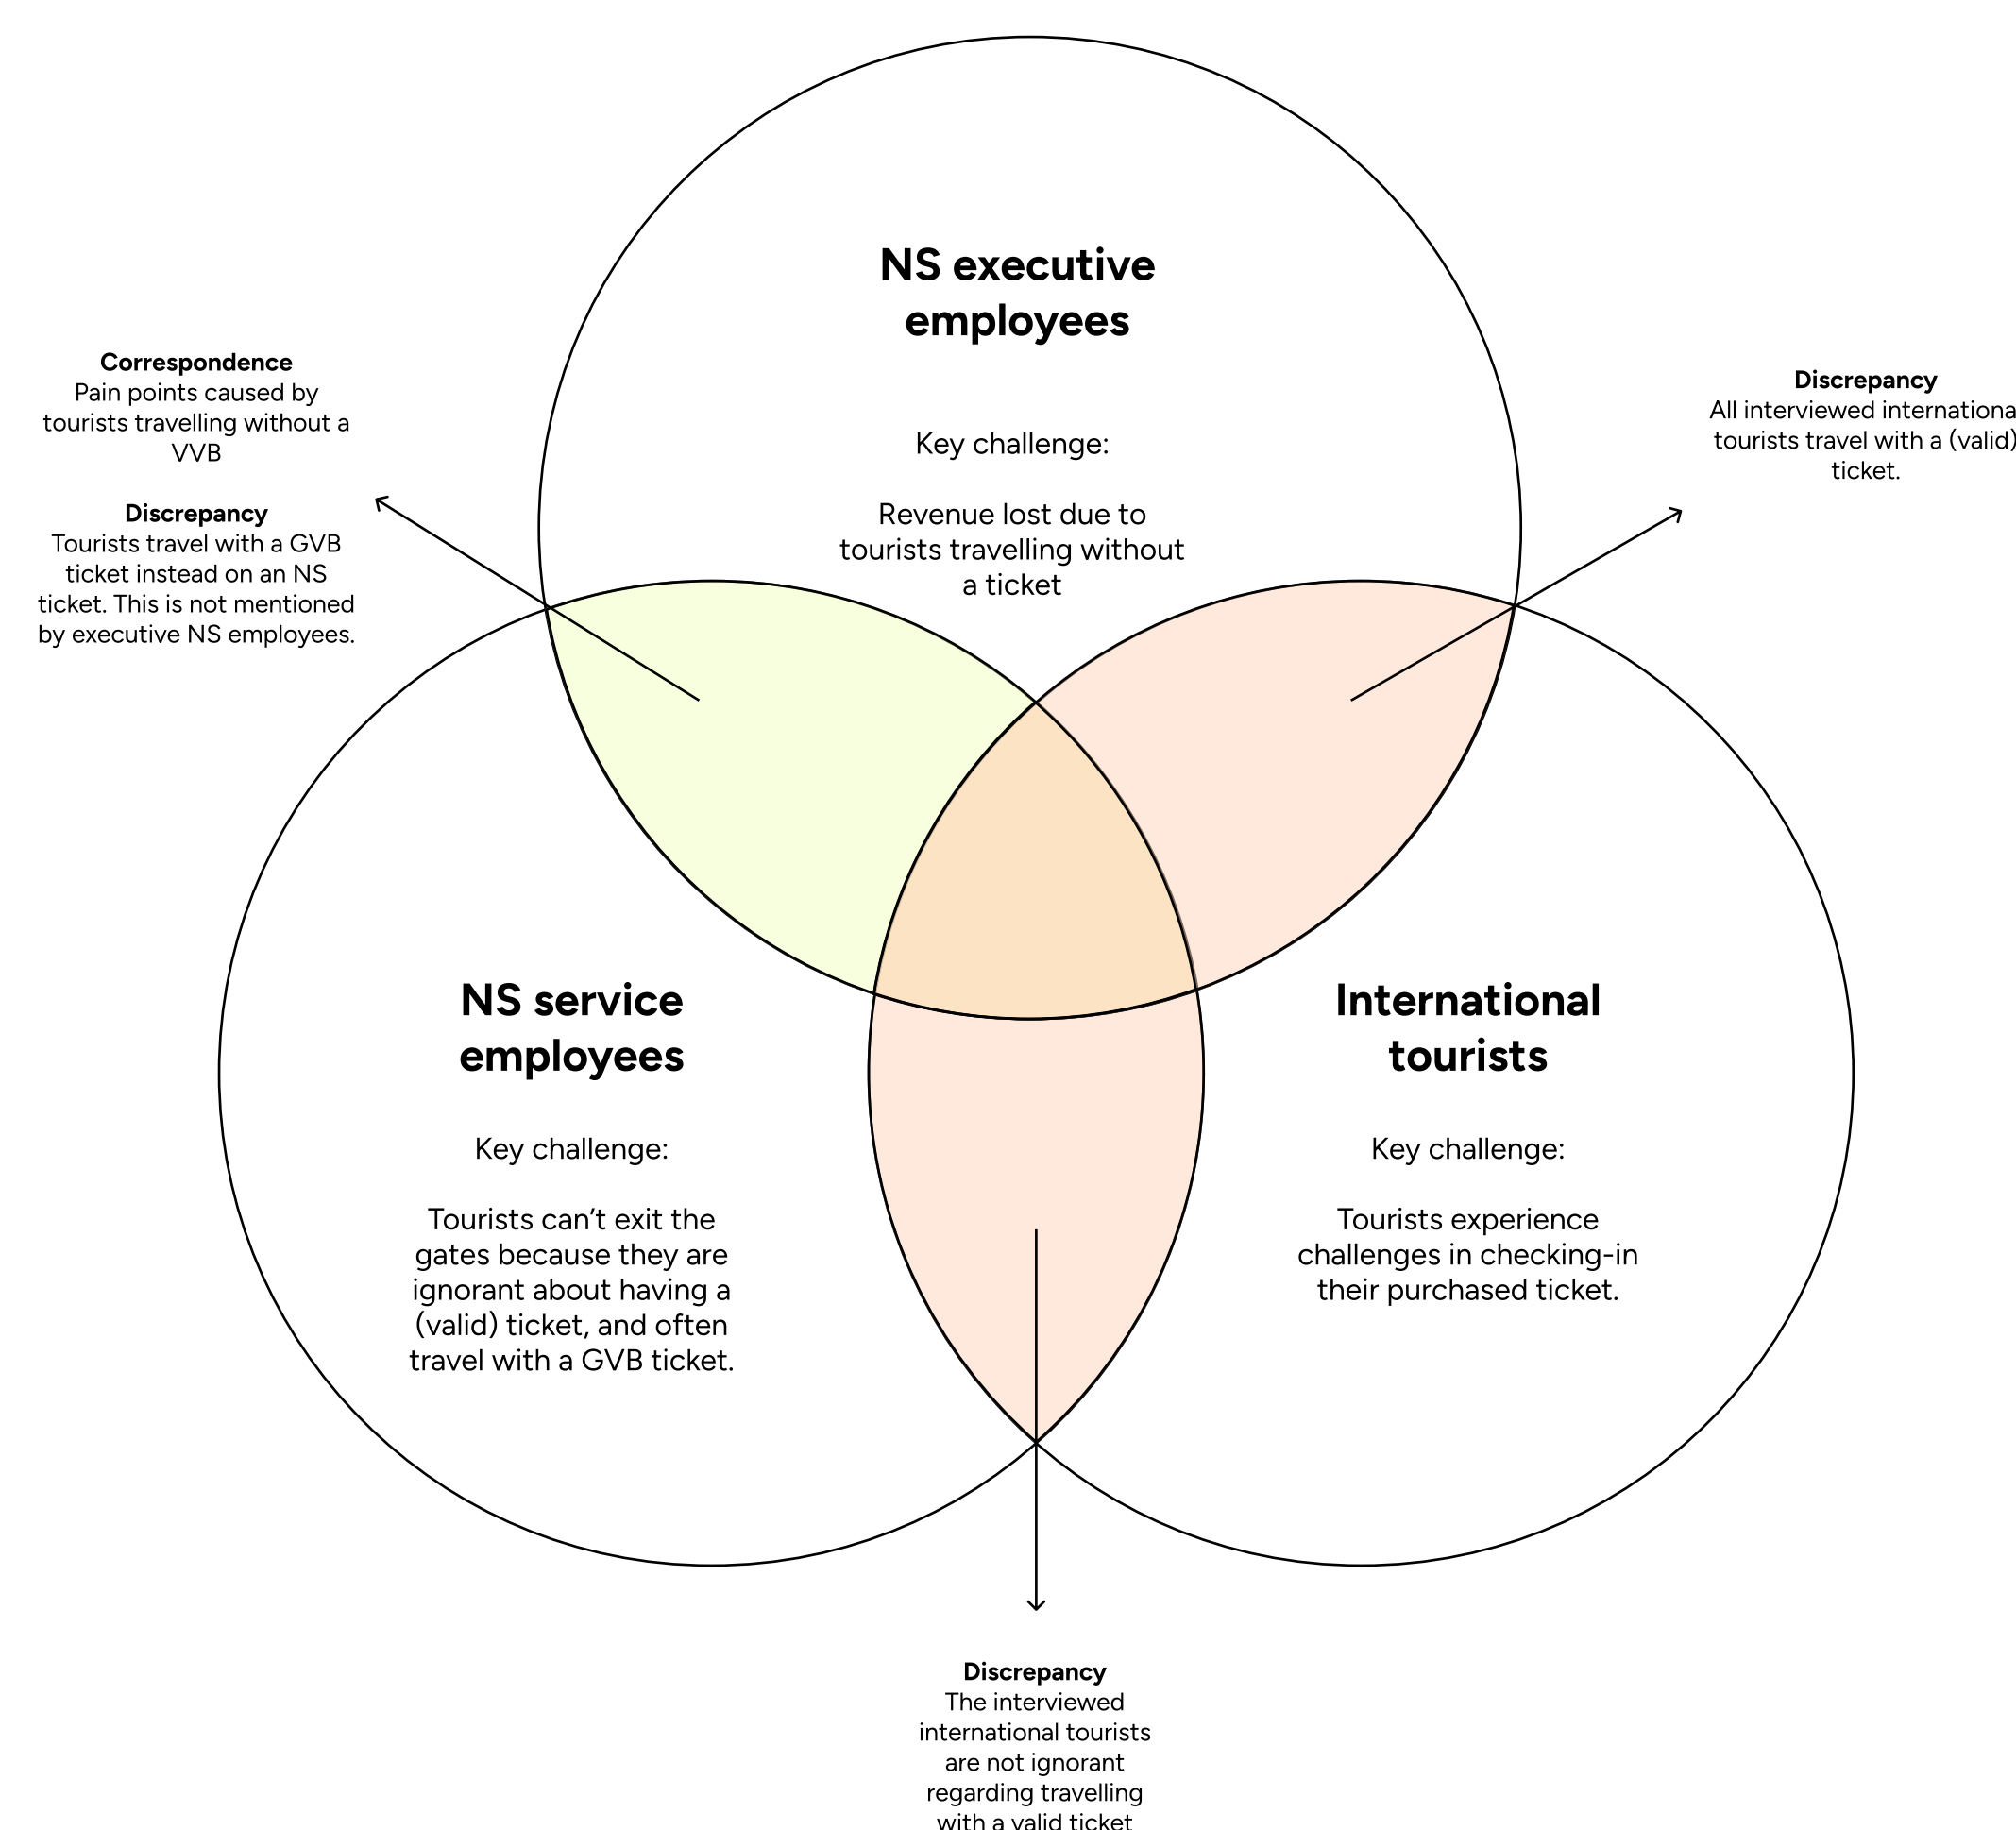 NS executive
employees
Key challenge:
Revenue lost due to
tourists travelling without
a ticket
Correspondence
Pain points caused by
tourists travelling without a
VVB
Discrepancy
Tourists travel with a GVB
ticket instead on an NS
ticket. This is not mentioned
by executive NS employees.
Discrepancy
All interviewed internationa
tourists travel with a (valid)
ticket.
NS service
employees
Key challenge:
Tourists can’t exit the
gates because they are
ignorant about having a
(valid) ticket, and often
travel with a GVB ticket.
International
tourists
Key challenge:
Tourists experience
challenges in checking-in
their purchased ticket.
Discrepancy
The interviewed
international tourists
are not ignorant
regarding travelling
with a valid ticket